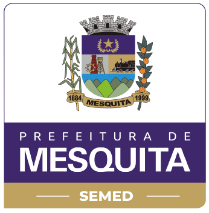 1884 MESQUITA 1999
PREFEITURA DE
MESQUITA
SEMED